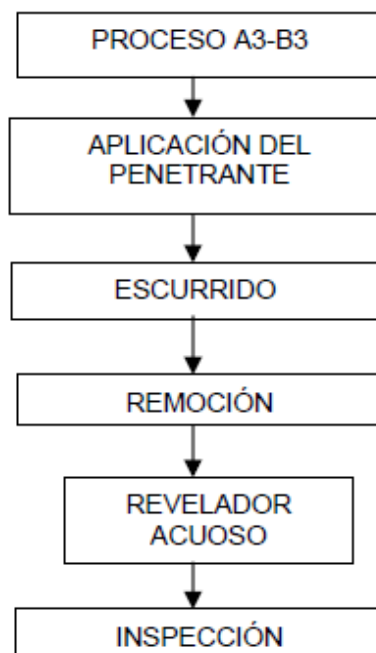 PROCESO A3-B3
APLICACIÓN DEL
PENETRANTE
ESCURRIDO
REMOCIÓN
REVELADOR
ACUOSO
INSPECCIÓN